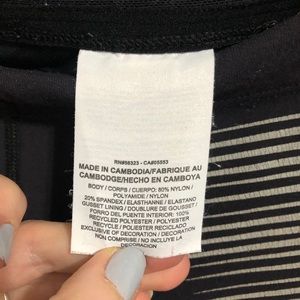 RN#56323 - CA#05553
MADE IN CAMBODIA/FABRIQUE AU
CAMBODGE/HECHO EN CAMBOYA
BODY / CORPS / CUERPO: 80% NYLON /
POLYAMIDE / NYLON
20% SPANDEX / ELASTHANNE / ELASTANO
GUSSET LINING / DOUBLURE DE GOUSSET /
FORRO DEL PUENTE INTERIOR: 100%
RECYCLED POLYESTER / POLYESTER
RECYCLÉ / POLIÉSTER RECICLADO
EXCLUSIVE OF DECORATION / DÉCORATION
NON COMPRISE / NO INCLUYE LA
DECORACIÓN